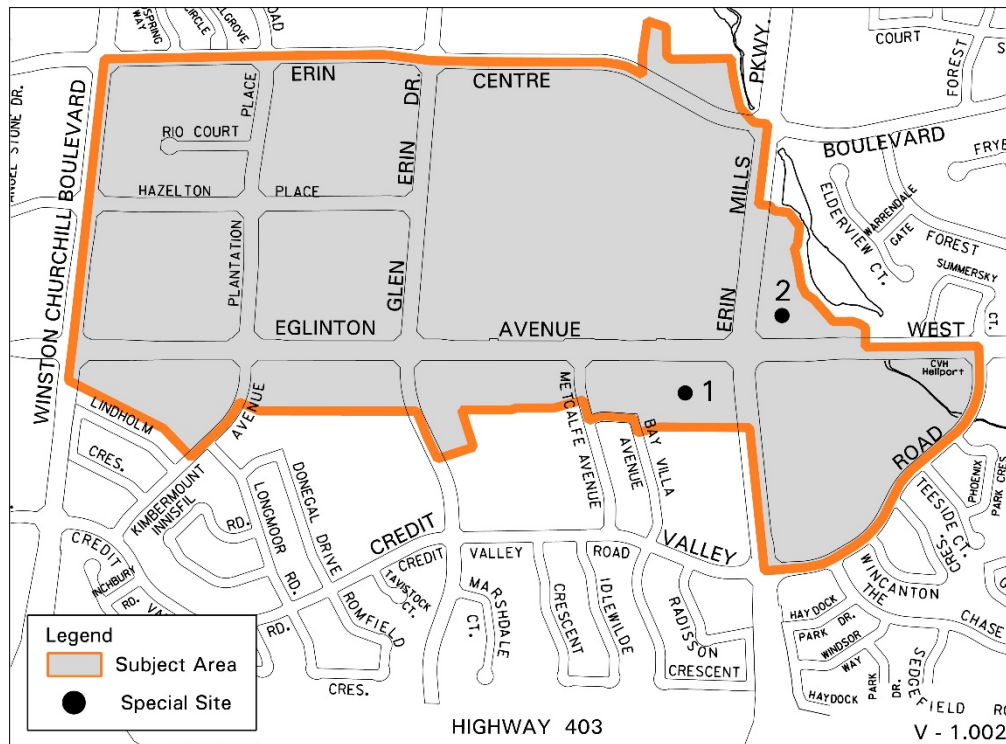 OFFSPRING
WAY
CIRCLE
ELGROVE
ROAD
ANGEL STONE DR.
WINSTON CHURCHILL BOULEVARD
ERIN
CENTRE
BOULEVARD
PLACE
RIO COURT
HAZELTON
PLACE
PLANTATION
GLEN
ERIN
DR.
PKWY
MILLS
ERIN
COURT
FOREST
FRYB
ELDERVIEW CT.
WARRENDALE
GATE
FOREST
SUMMERSKY
CT.
EGLINTON
AVENUE
WEST
2
1
CVH
Heliport
LINDHOLM
CRES.
AVENUE
KIMBERMOUNT
INNISFIL
RD.
LONGMOOR
RD.
DONEGAL
DRIVE
METCALFE AVENUE
BAY VILLA
AVENUE
ROAD
CREDIT
VALLEY
CREDIT
VALLEY
ROAD
CREDIT
INCHBURY
RD.
RD.
TAVISTOCK
CT.
ROMFIELD
CRES.
MARSHDALE
CT.
CRESCENT
IDLEWILDE
RADISSON
CRESCENT
PHOENIX
PARK CRES.
TEESIDE CT.
CRES.
WINCANTON
THE
CHASE
HAYDOCK
PARK DR.
WINDSOR
WAY
HAYDOCK
PARK
DR.
SEDGEFIELD
Legend
Subject Area
Special Site
HIGHWAY 403
V - 1.002